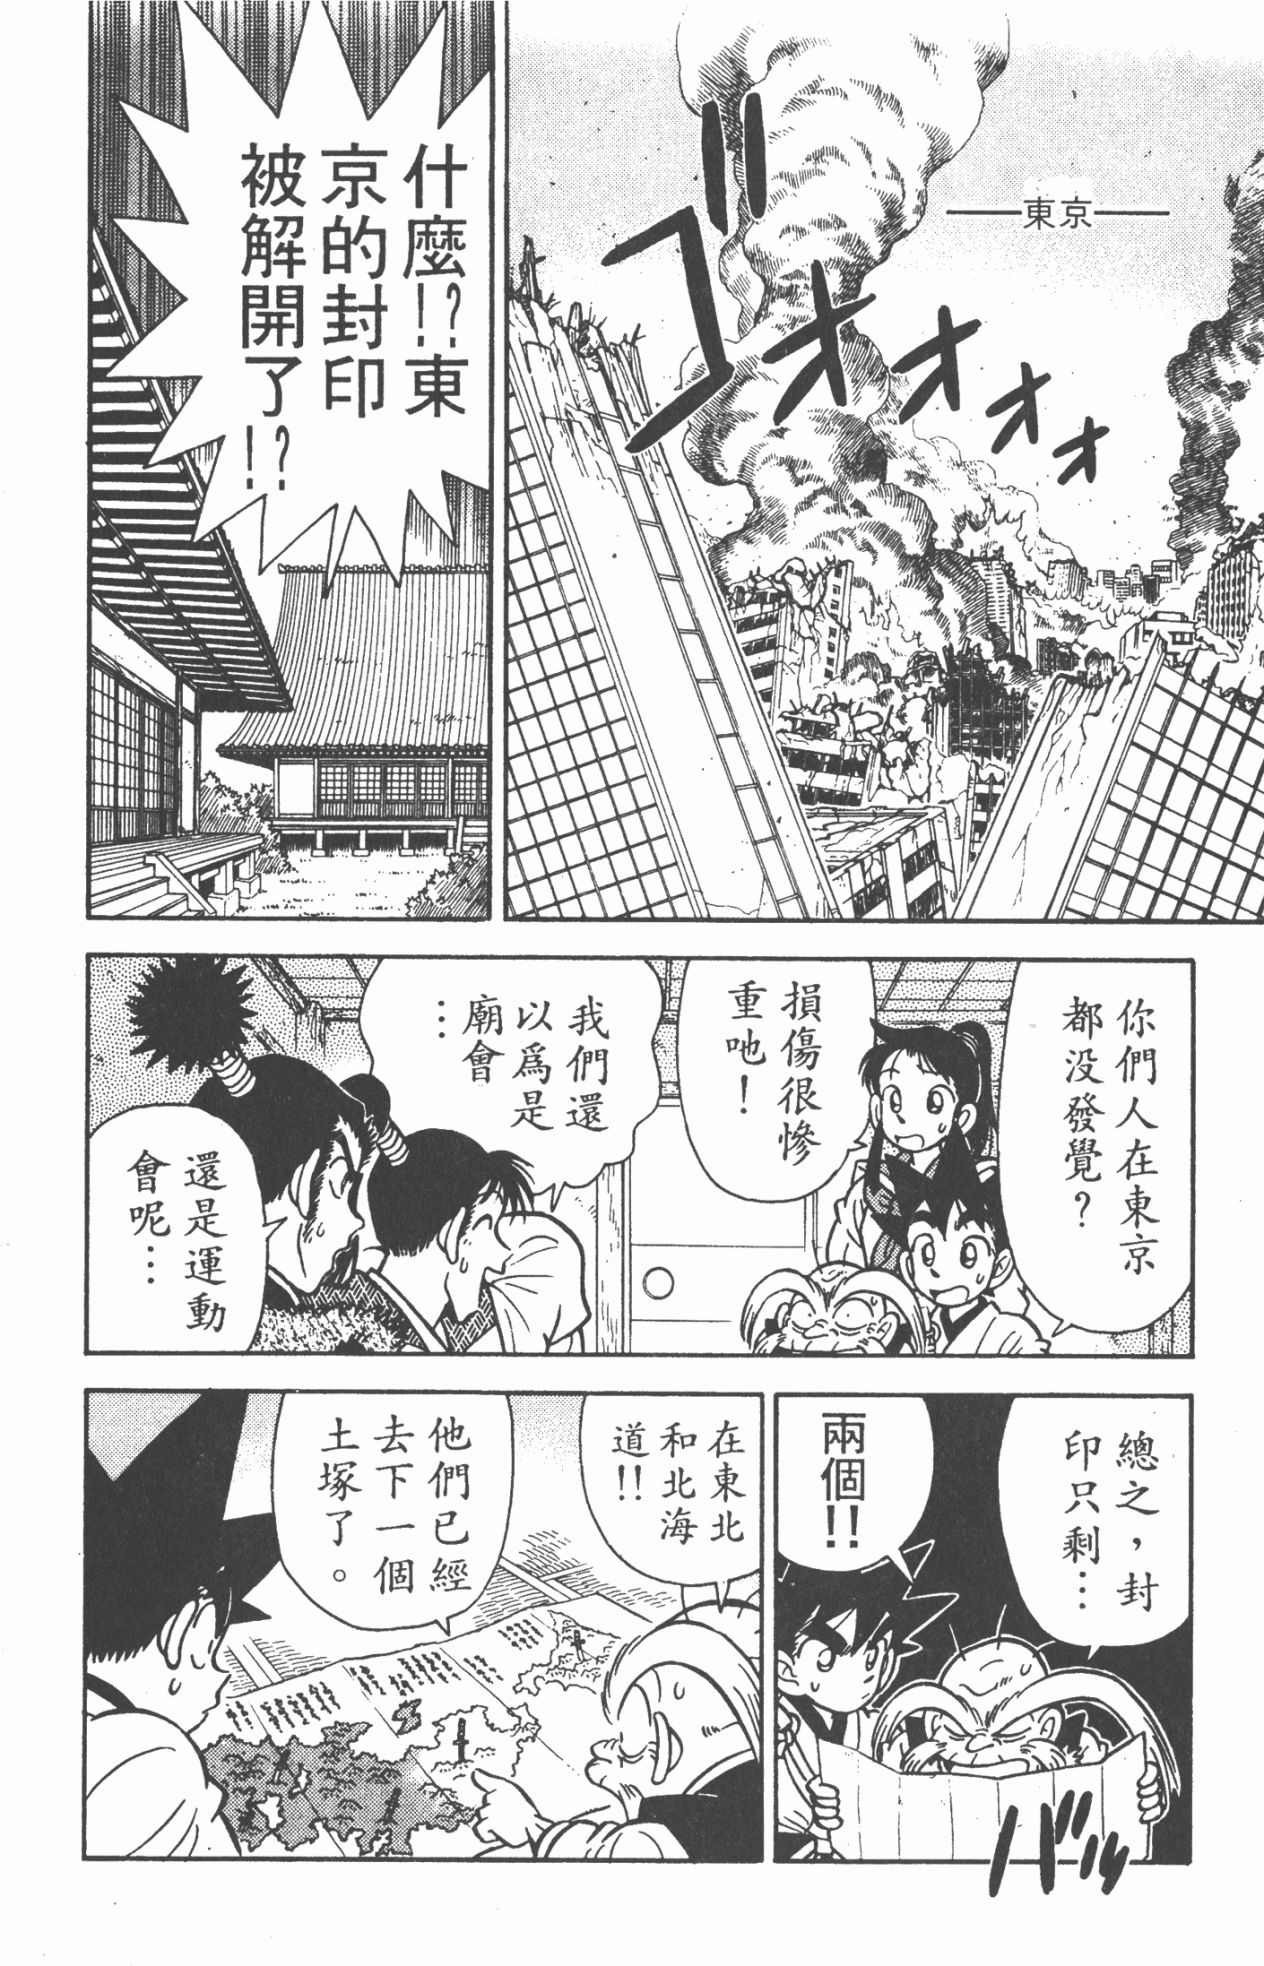 ——東京——
ゴオオオオ
什麼!?東
京的封印
被解開了!?
你們人在東京
都没發覺?
損傷很慘
重吔!
我們還
以爲是
廟會
…
還是運動
會呢…
總之,封
印只剩…
兩個!!
バサッ
在東北
和北海
道!!
他們已經
去下一個
土塚了。